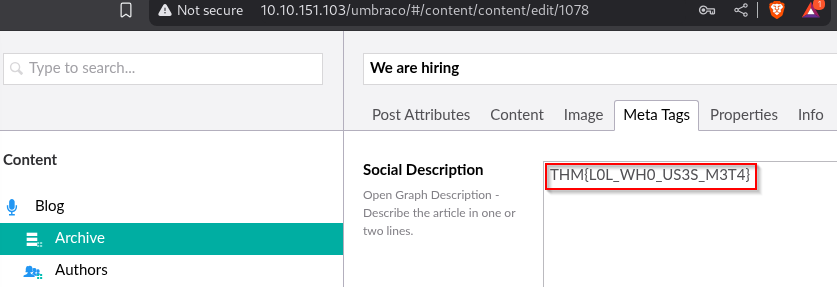 Not secure 10.10.151.103/umbraco/#/content/content/edit/1078
1
Type to search...
We are hiring
Post Attributes Content Image Meta Tags Properties Info
Content
Social Description
THM{L0L_WH0_US3S_M3T4}
Open Graph Description -
Describe the article in one or
two lines.
Blog
Archive
Authors